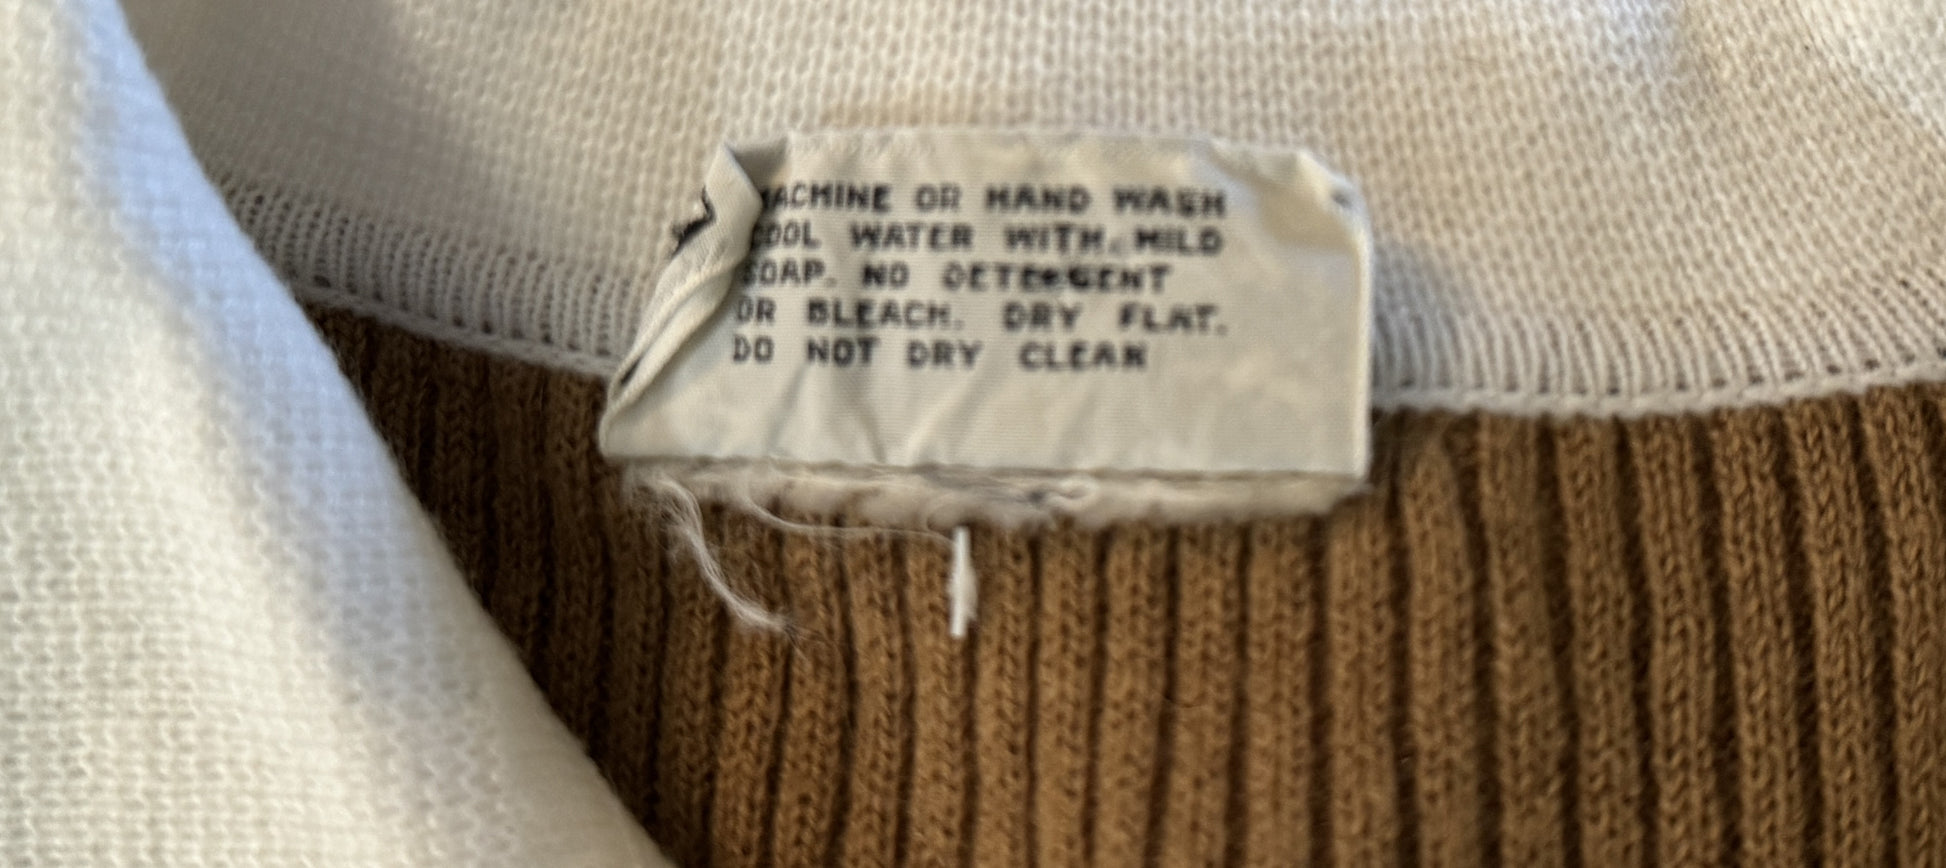 MACHINE OR HAND WASH
COOL WATER WITH MILD
SOAP. NO DETERGENT
OR BLEACH. DRY FLAT.
DO NOT DRY CLEAN